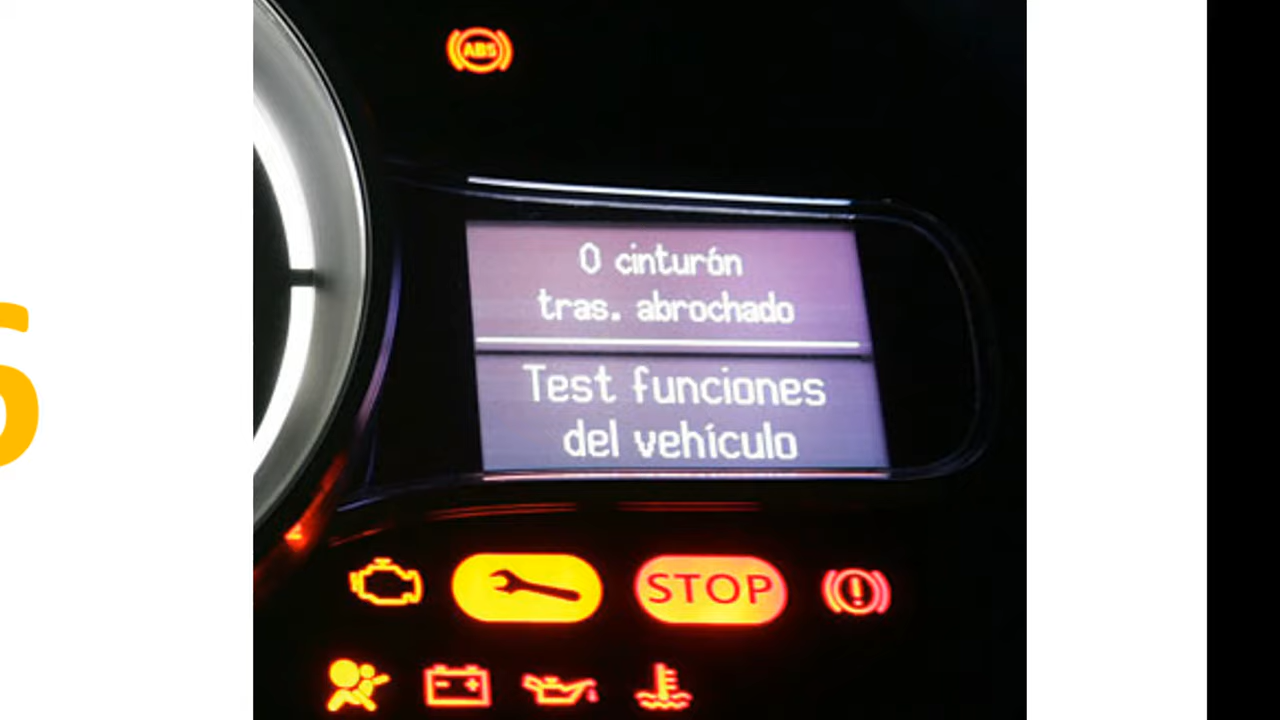 ABS
0 cinturón
tras. abrochado
Test funciones
del vehículo
STOP